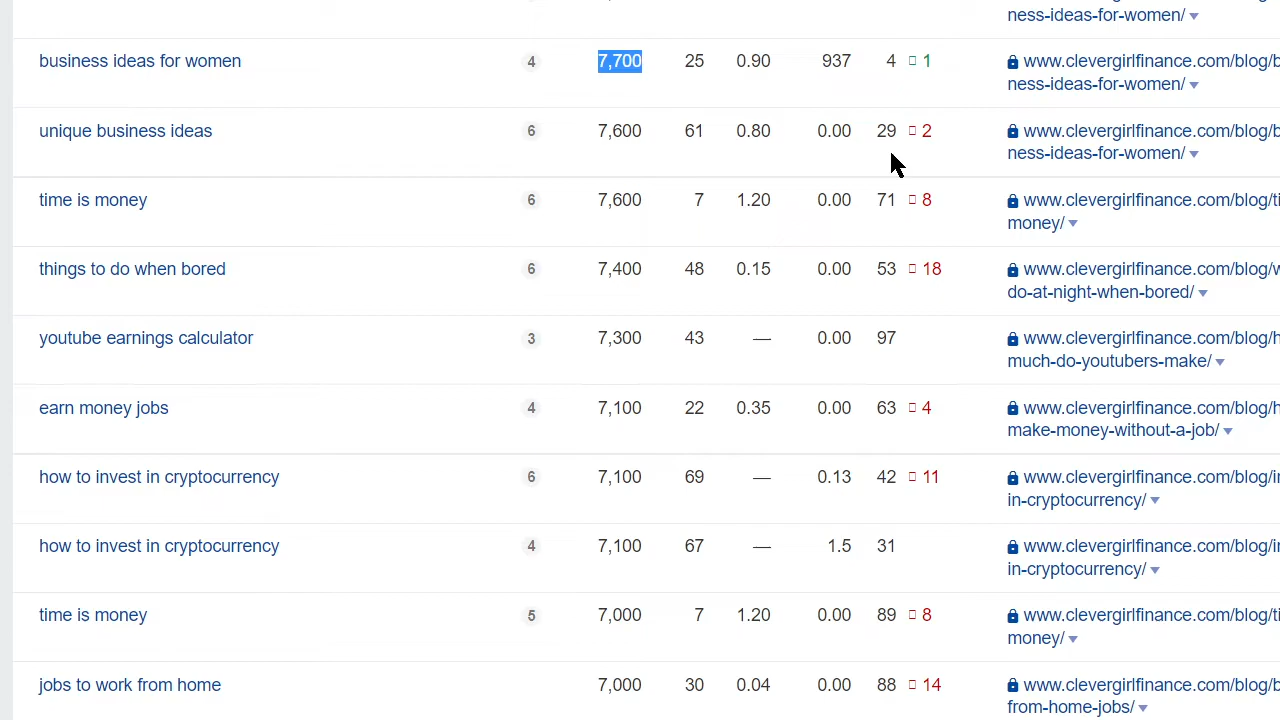 ness-ideas-for-women/
business ideas for women 4 7,700 25 0.90 937 4 1 www.clevergirlfinance.com/blog/b
ness-ideas-for-women/
unique business ideas 6 7,600 61 0.80 0.00 29 2 www.clevergirlfinance.com/blog/b
ness-ideas-for-women/
time is money 6 7,600 7 1.20 0.00 71 8 www.clevergirlfinance.com/blog/ti
money/
things to do when bored 6 7,400 48 0.15 0.00 53 18 www.clevergirlfinance.com/blog/w
do-at-night-when-bored/
youtube earnings calculator 3 7,300 43 — 0.00 97 www.clevergirlfinance.com/blog/h
much-do-youtubers-make/
earn money jobs 4 7,100 22 0.35 0.00 63 4 www.clevergirlfinance.com/blog/h
make-money-without-a-job/
how to invest in cryptocurrency 6 7,100 69 — 0.13 42 11 www.clevergirlfinance.com/blog/in
in-cryptocurrency/
how to invest in cryptocurrency 4 7,100 67 — 1.5 31 www.clevergirlfinance.com/blog/in
in-cryptocurrency/
time is money 5 7,000 7 1.20 0.00 89 8 www.clevergirlfinance.com/blog/ti
money/
jobs to work from home 7,000 30 0.04 0.00 88 14 www.clevergirlfinance.com/blog/b
from-home-jobs/